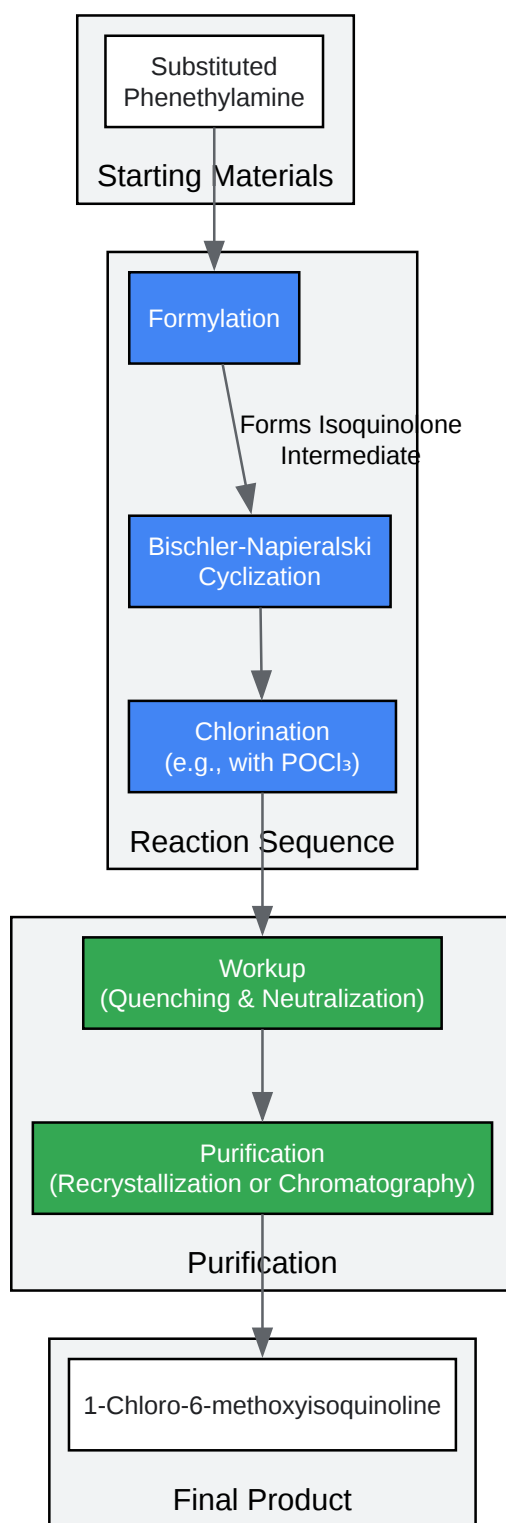 Substituted
Phenethylamine
Starting Materials
Formylation
Forms Isoquinolone
Intermediate
Bischler-Napieralski
Cyclization
Chlorination
(e.g., with POCl₃)
Reaction Sequence
Workup
(Quenching & Neutralization)
Purification
(Recrystallization or Chromatography)
Purification
1-Chloro-6-methoxyisoquinoline
Final Product